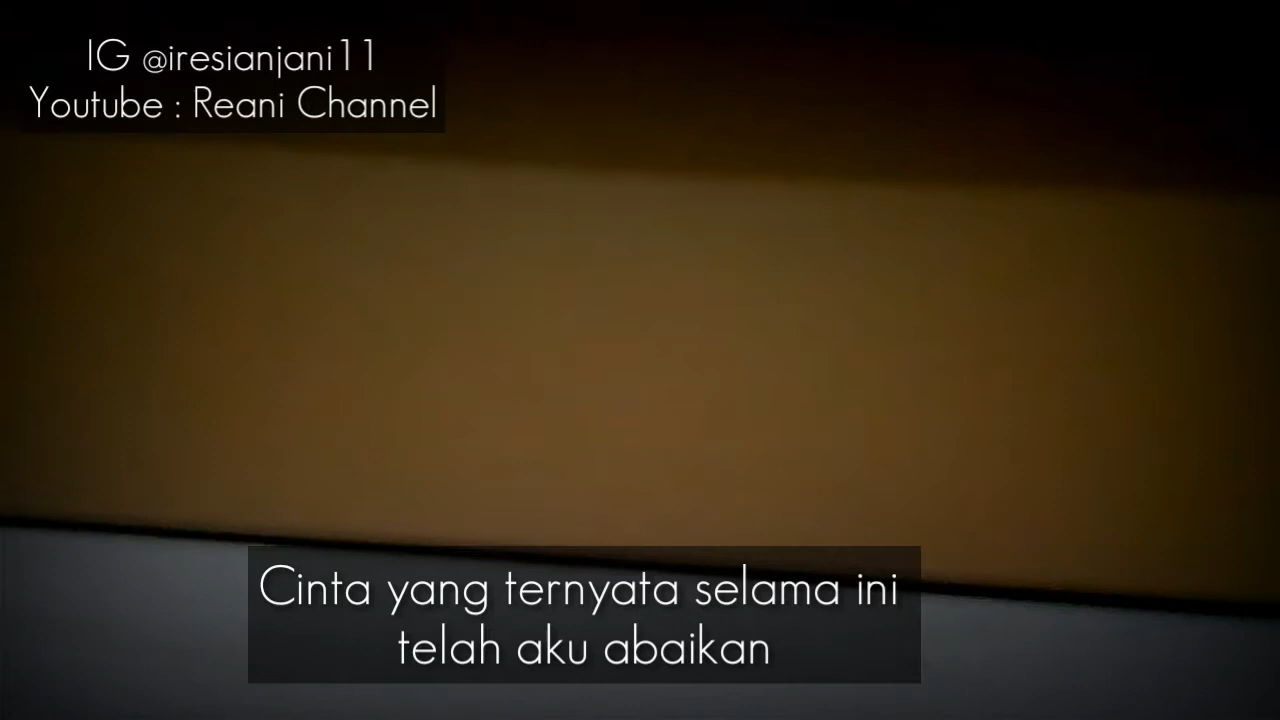 IG @iresianjani11
Youtube : Reani Channel
Cinta yang ternyata selama ini
telah aku abaikan